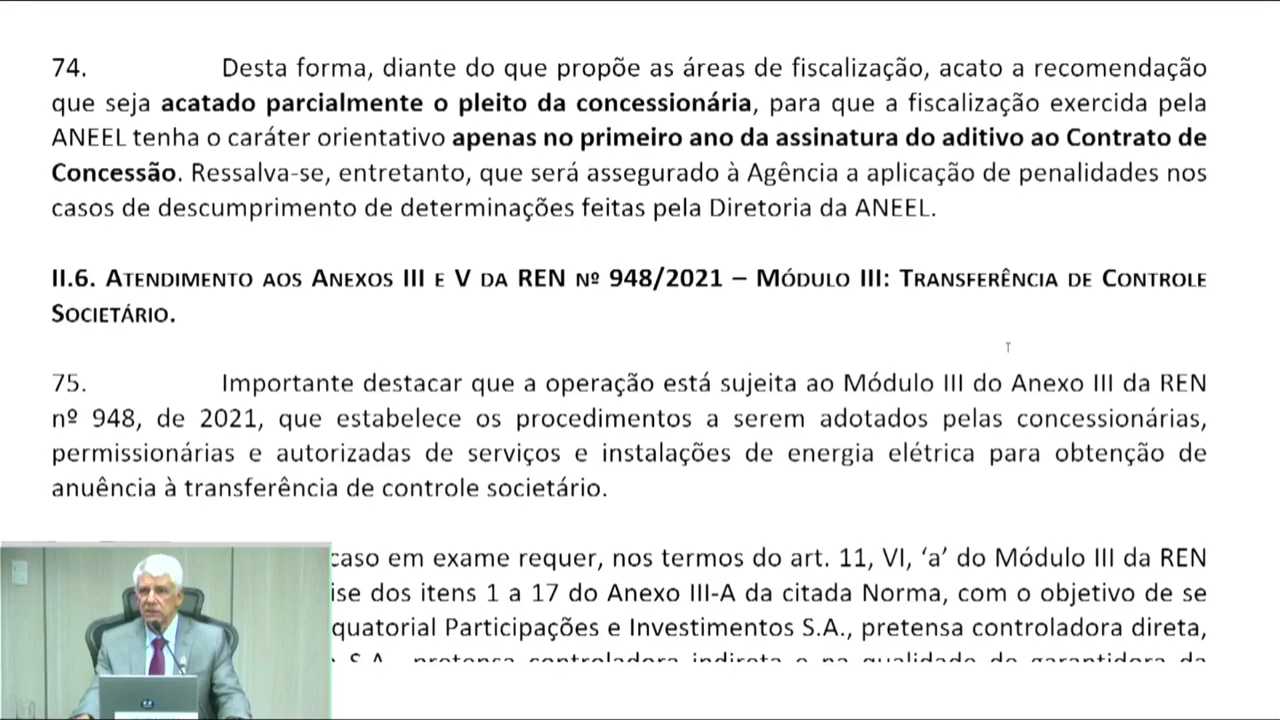 74. Desta forma, diante do que propõe as áreas de fiscalização, acato a recomendação
que seja acatado parcialmente o pleito da concessionária, para que a fiscalização exercida pela
ANEEL tenha o caráter orientativo apenas no primeiro ano da assinatura do aditivo ao Contrato de
Concessão. Ressalva-se, entretanto, que será assegurado à Agência a aplicação de penalidades nos
casos de descumprimento de determinações feitas pela Diretoria da ANEEL.
II.6. ATENDIMENTO AOS ANEXOS III E V DA REN Nº 948/2021 – MÓDULO III: TRANSFERÊNCIA DE CONTROLE
SOCIETÁRIO.
75. Importante destacar que a operação está sujeita ao Módulo III do Anexo III da REN
nº 948, de 2021, que estabelece os procedimentos a serem adotados pelas concessionárias,
permissionárias e autorizadas de serviços e instalações de energia elétrica para obtenção de
anuência à transferência de controle societário.
caso em exame requer, nos termos do art. 11, VI, ‘a’ do Módulo III da REN
ise dos itens 1 a 17 do Anexo III-A da citada Norma, com o objetivo de se
quatorial Participações e Investimentos S.A., pretensa controladora direta,
S.A., pretensa controladora indireta e na qualidade de garantidora da